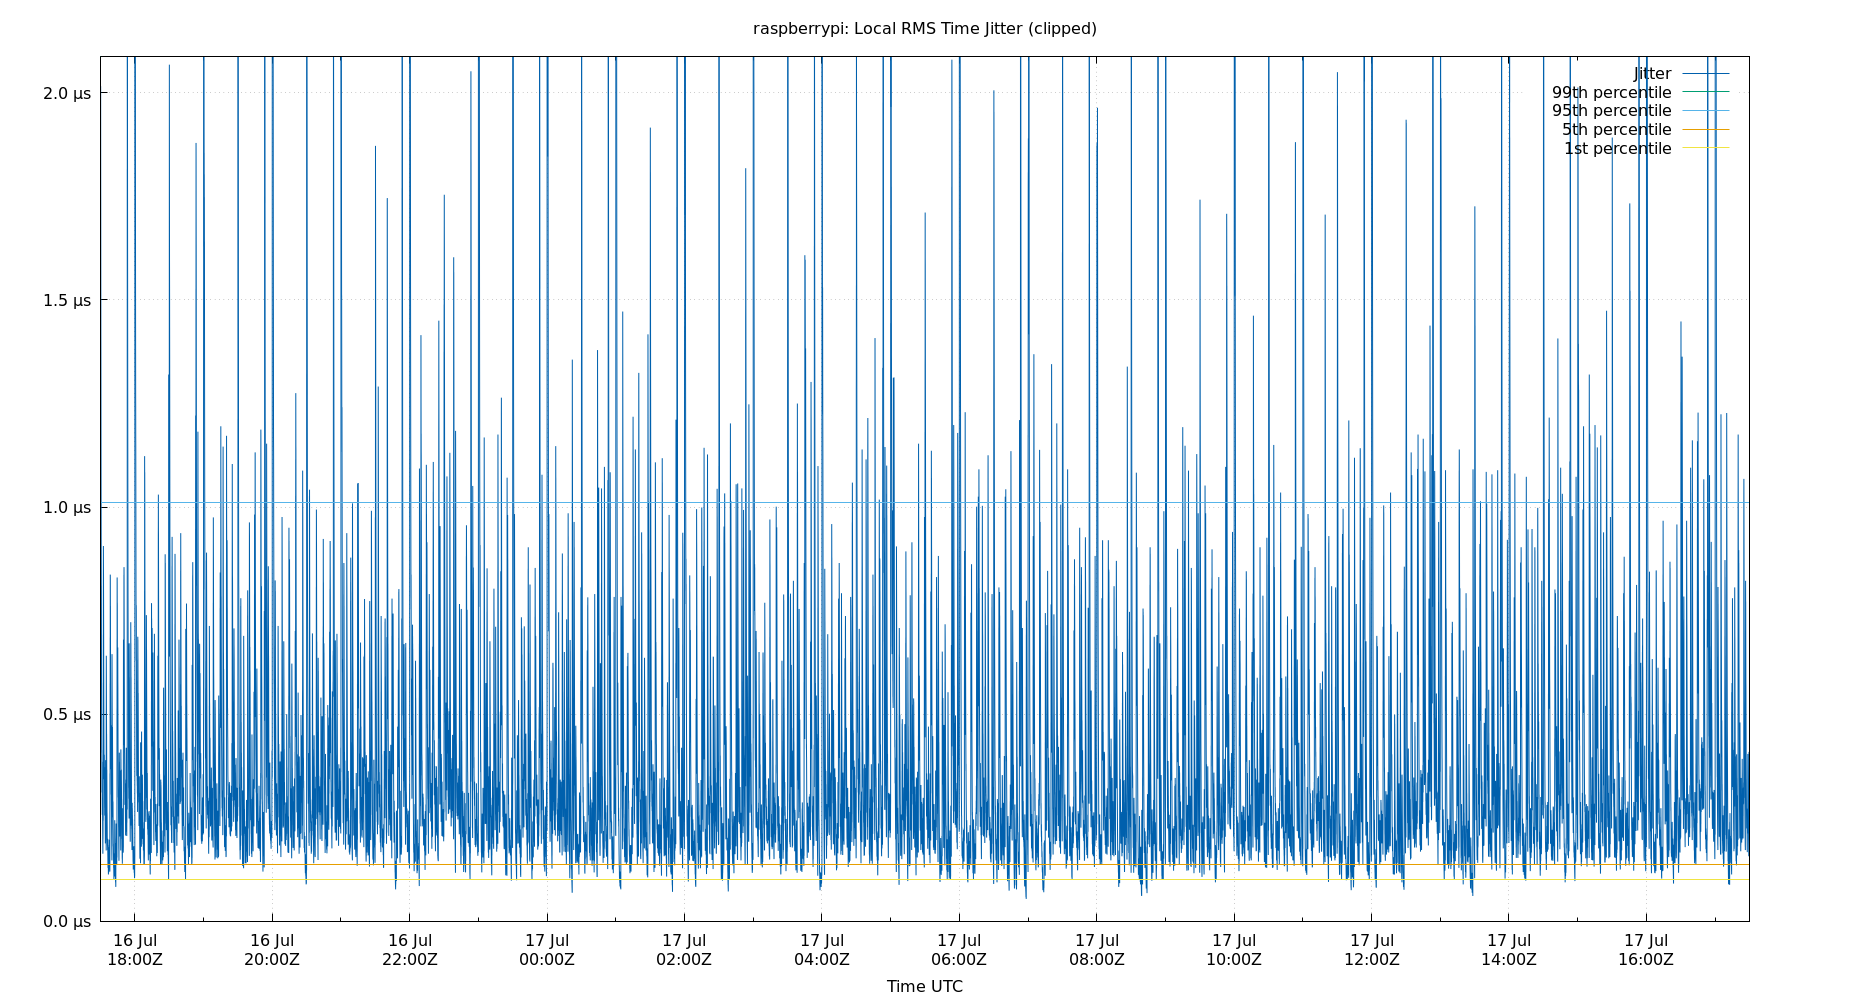 raspberrypi: Local RMS Time Jitter (clipped)
Jitter
99th percentile
95th percentile
5th percentile
1st percentile
2.0 µs
1.5 µs
1.0 µs
0.5 µs
0.0 µs
16 Jul 16 Jul 16 Jul 17 Jul 17 Jul 17 Jul 17 Jul 17 Jul 17 Jul 17 Jul 17 Jul 17 Jul
18:00Z 20:00Z 22:00Z 00:00Z 02:00Z 04:00Z 06:00Z 08:00Z 10:00Z 12:00Z 14:00Z 16:00Z
Time UTC